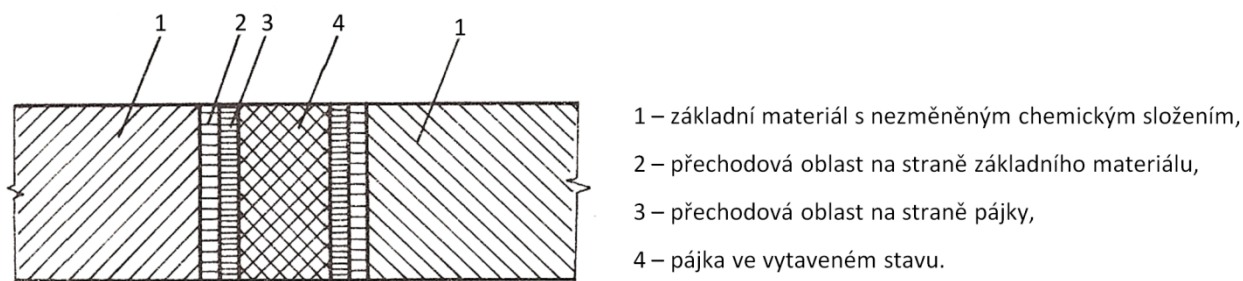 1 2 3 4 1
1 – základní materiál s nezměněným chemickým složením,
2 – přechodová oblast na straně základního materiálu,
3 – přechodová oblast na straně pájky,
4 – pájka ve vytaveném stavu.